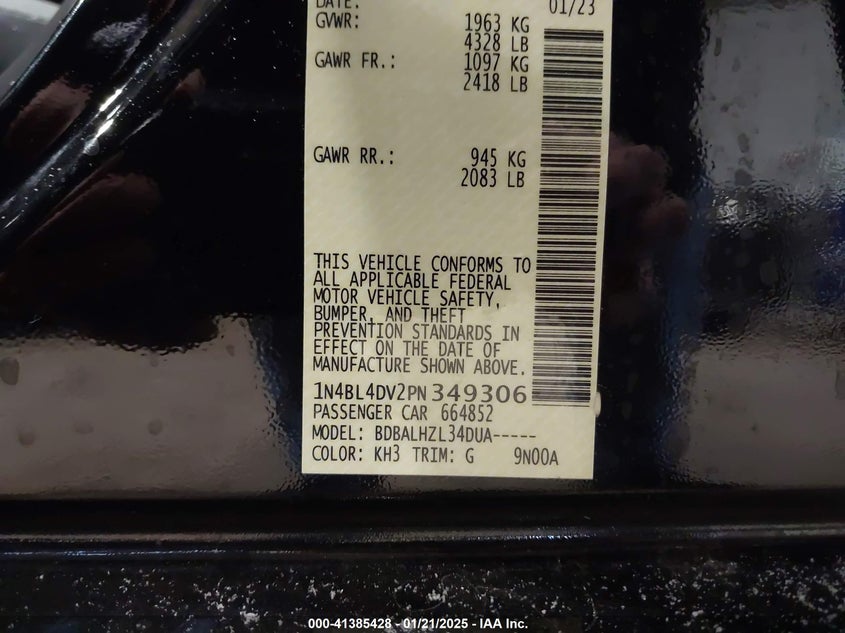 DATE: 01/23
GVWR: 1963 KG
4328 LB
GAWR FR.: 1097 KG
2418 LB
GAWR RR.: 945 KG
2083 LB
THIS VEHICLE CONFORMS TO
ALL APPLICABLE FEDERAL
MOTOR VEHICLE SAFETY,
BUMPER, AND THEFT
PREVENTION STANDARDS IN
EFFECT ON THE DATE OF
MANUFACTURE SHOWN ABOVE.
1N4BL4DV2PN349306
PASSENGER CAR 664852
MODEL: BDBALHZL34DUA-----
COLOR: KH3 TRIM: G 9N00A
000-41385428 - 01/21/2025 - IAA Inc.